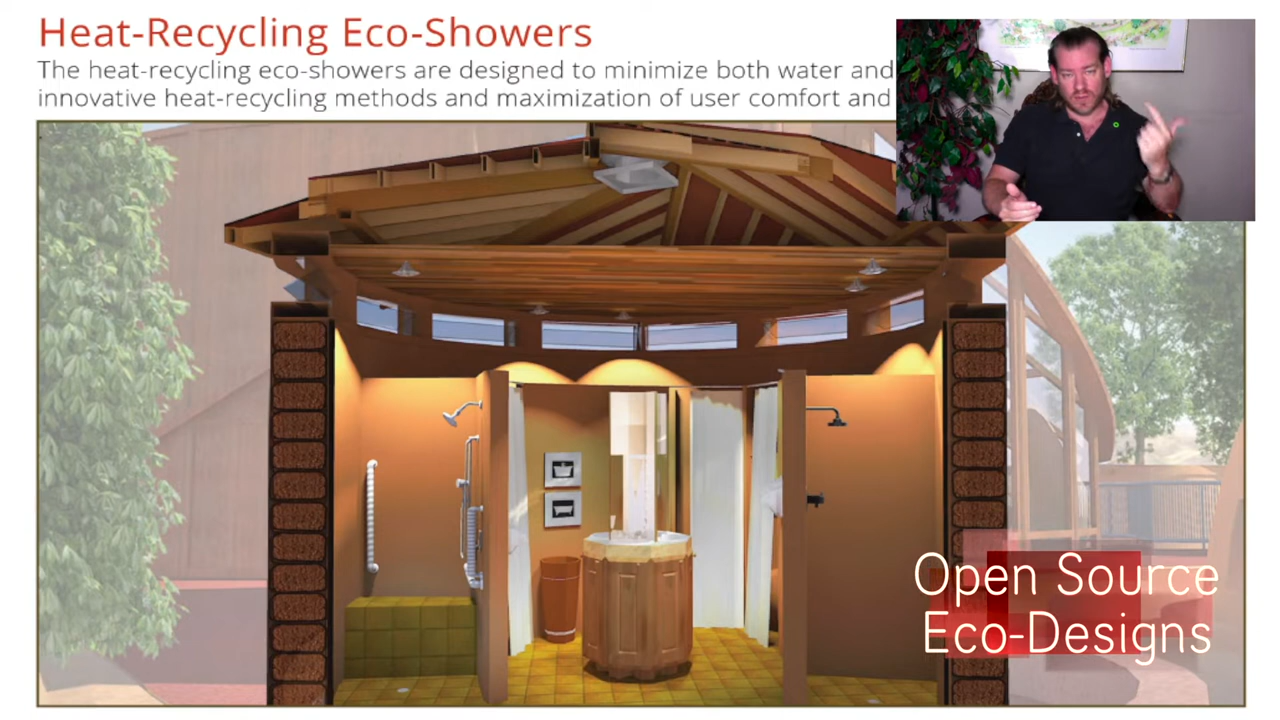 Heat-Recycling Eco-Showers
The heat-recycling eco-showers are designed to minimize both water and
innovative heat-recycling methods and maximization of user comfort and
Open Source
Eco-Designs